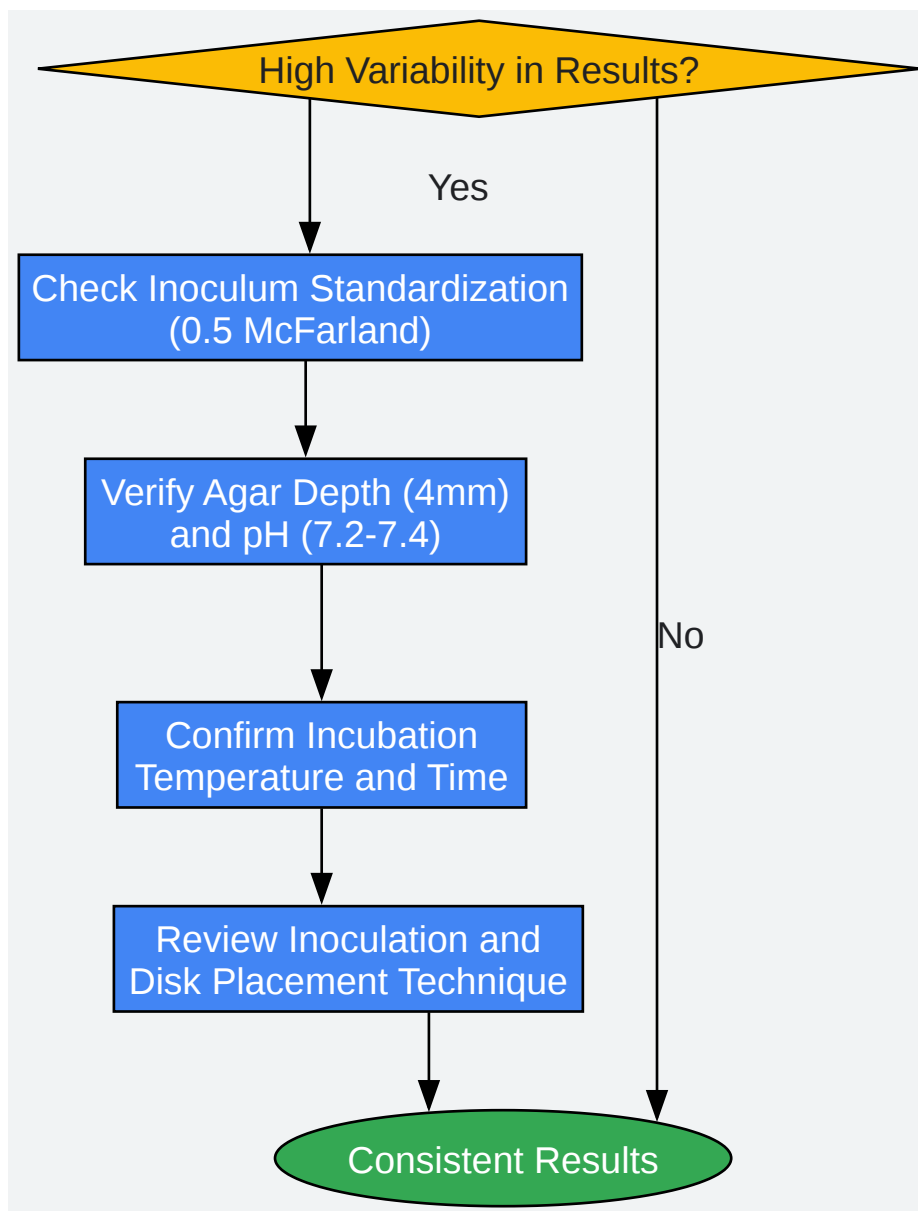 High Variability in Results?
Yes
Check Inoculum Standardization
(0.5 McFarland)
Verify Agar Depth (4mm)
and pH (7.2-7.4)
No
Confirm Incubation
Temperature and Time
Review Inoculation and
Disk Placement Technique
Consistent Results